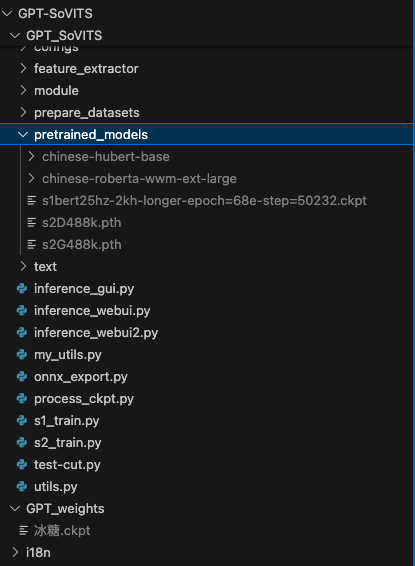 GPT-SoVITS
GPT_SoVITS
configs
feature_extractor
module
prepare_datasets
pretrained_models
chinese-hubert-base
chinese-roberta-wwm-ext-large
s1bert25hz-2kh-longer-epoch=68e-step=50232.ckpt
s2D488k.pth
s2G488k.pth
text
inference_gui.py
inference_webui.py
inference_webui2.py
my_utils.py
onnx_export.py
process_ckpt.py
s1_train.py
s2_train.py
test-cut.py
utils.py
GPT_weights
冰糖.ckpt
i18n